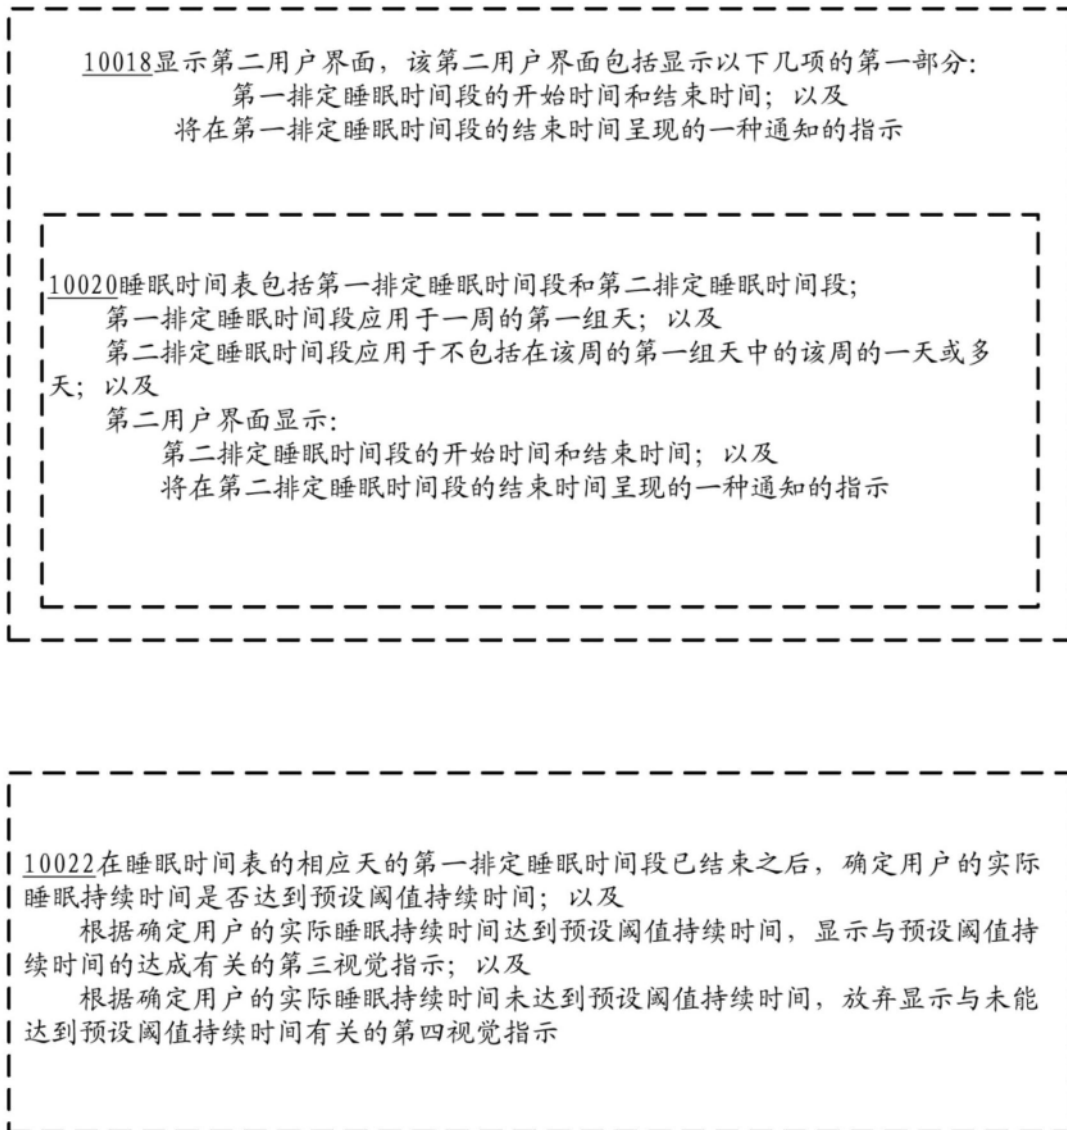 10018显示第二用户界面，该第二用户界面包括显示以下几项的第一部分：
第一排定睡眠时间段的开始时间和结束时间；以及
将在第一排定睡眠时间段的结束时间呈现的一种通知的指示
10020睡眠时间表包括第一排定睡眠时间段和第二排定睡眠时间段；
第一排定睡眠时间段应用于一周的第一组天；以及
第二排定睡眠时间段应用于不包括在该周的第一组天中的该周的一天或多
天；以及
第二用户界面显示：
第二排定睡眠时间段的开始时间和结束时间；以及
将在第二排定睡眠时间段的结束时间呈现的一种通知的指示
10022在睡眠时间表的相应天的第一排定睡眠时间段已结束之后，确定用户的实际
睡眠持续时间是否达到预设阈值持续时间；以及
根据确定用户的实际睡眠持续时间达到预设阈值持续时间，显示与预设阈值持
续时间的达成有关的第三视觉指示；以及
根据确定用户的实际睡眠持续时间未达到预设阈值持续时间，放弃显示与未能
达到预设阈值持续时间有关的第四视觉指示